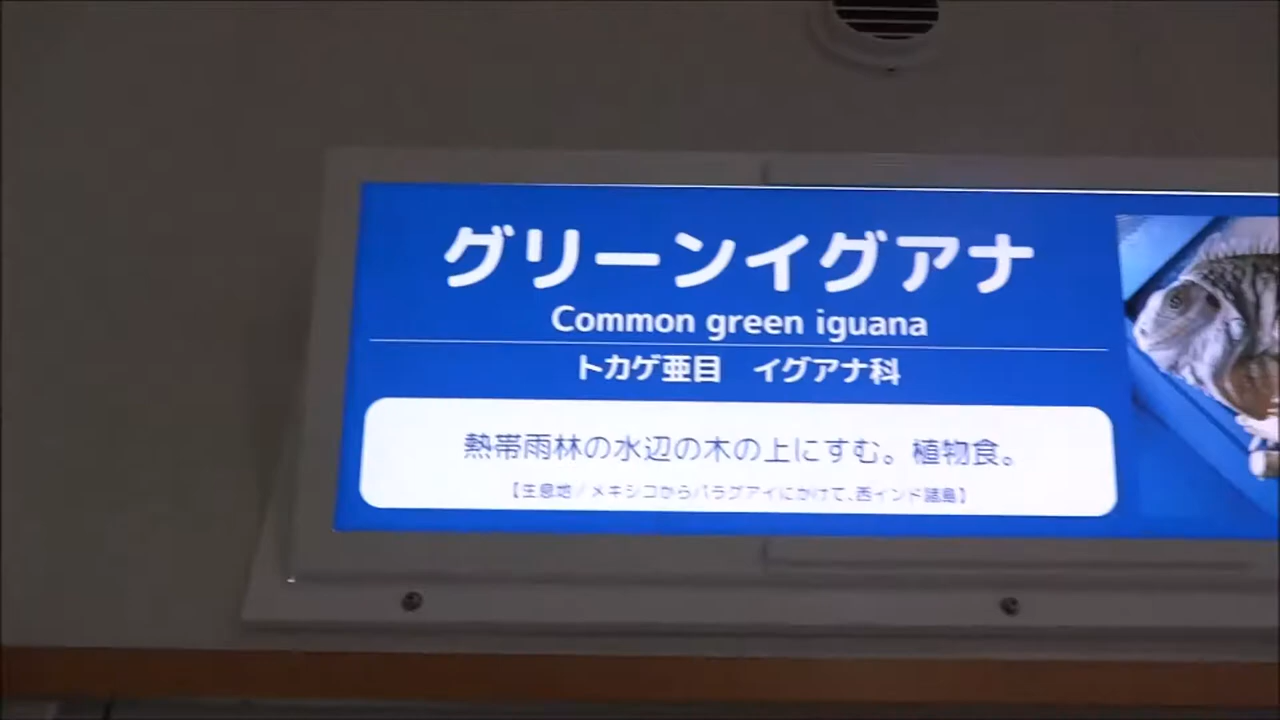 グリーンイグアナ
Common green iguana
トカゲ亜目　イグアナ科
熱帯雨林の水辺の木の上にすむ。植物食。
【生息地／メキシコからパラグアイにかけて、西インド諸島】